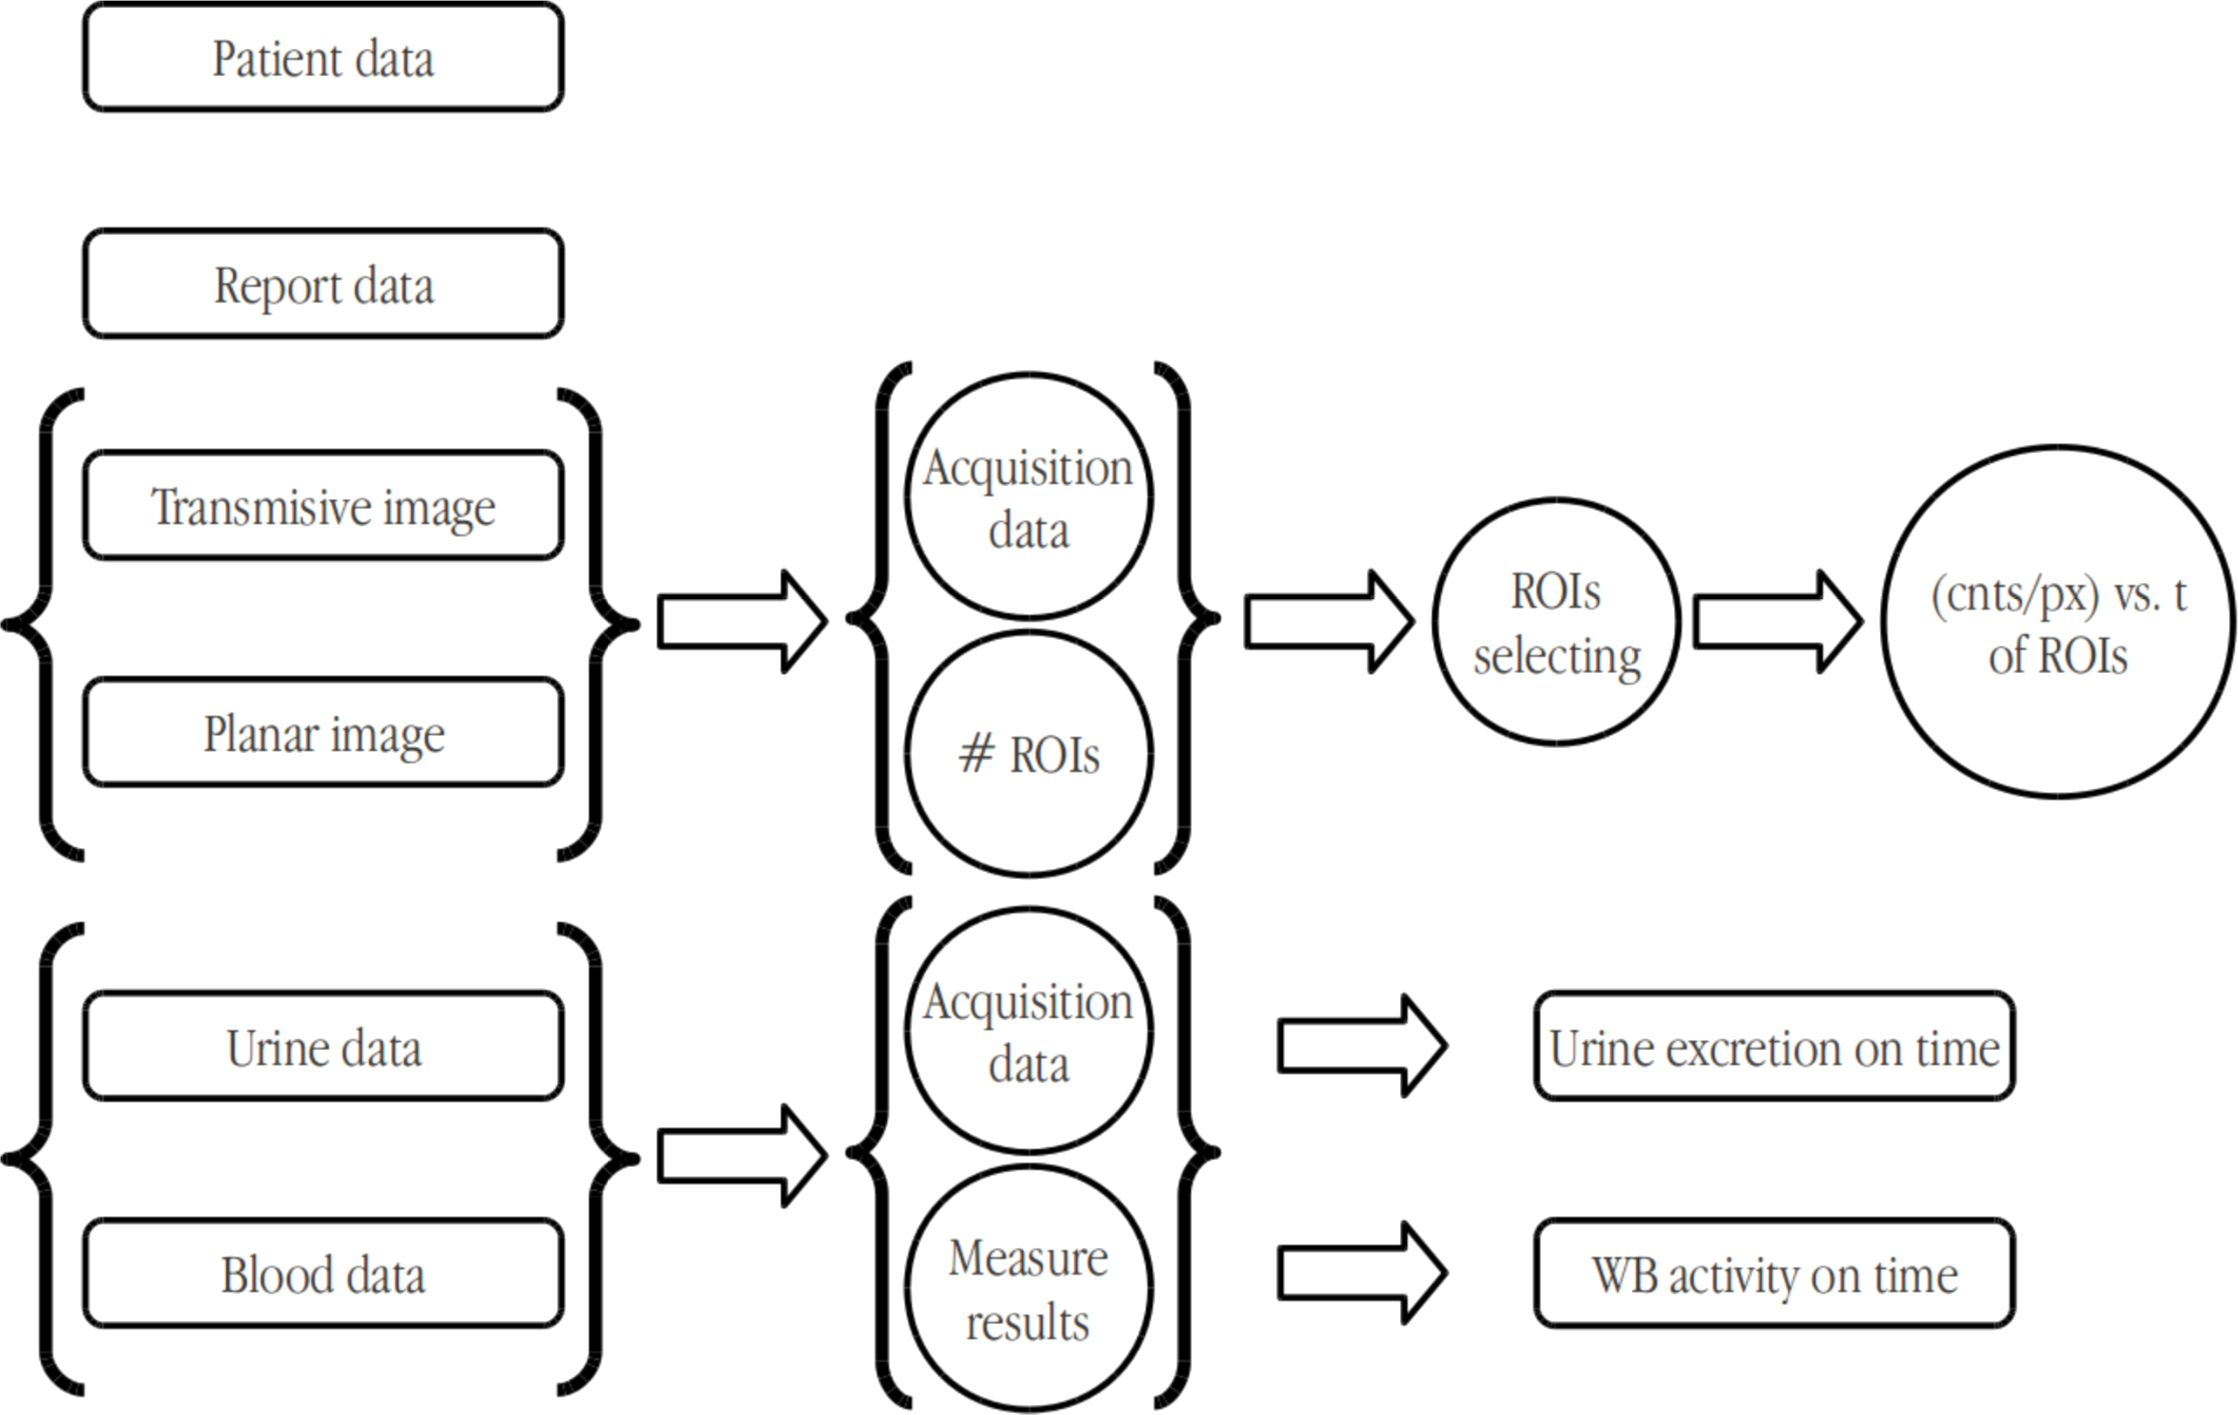 Patient data
Report data
Transmisive image
Planar image
Acquisition
data
# ROIs
ROIs
selecting
(cnts/px) vs. t
of ROIs
Urine data
Blood data
Acquisition
data
Measure
results
Urine excretion on time
WB activity on time